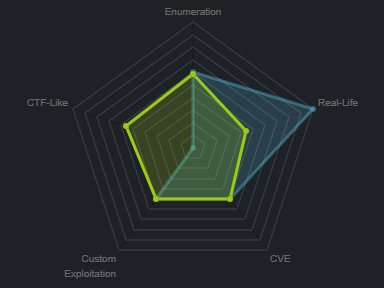 Enumeration
CTF-Like
Real-Life
Custom
Exploitation
CVE